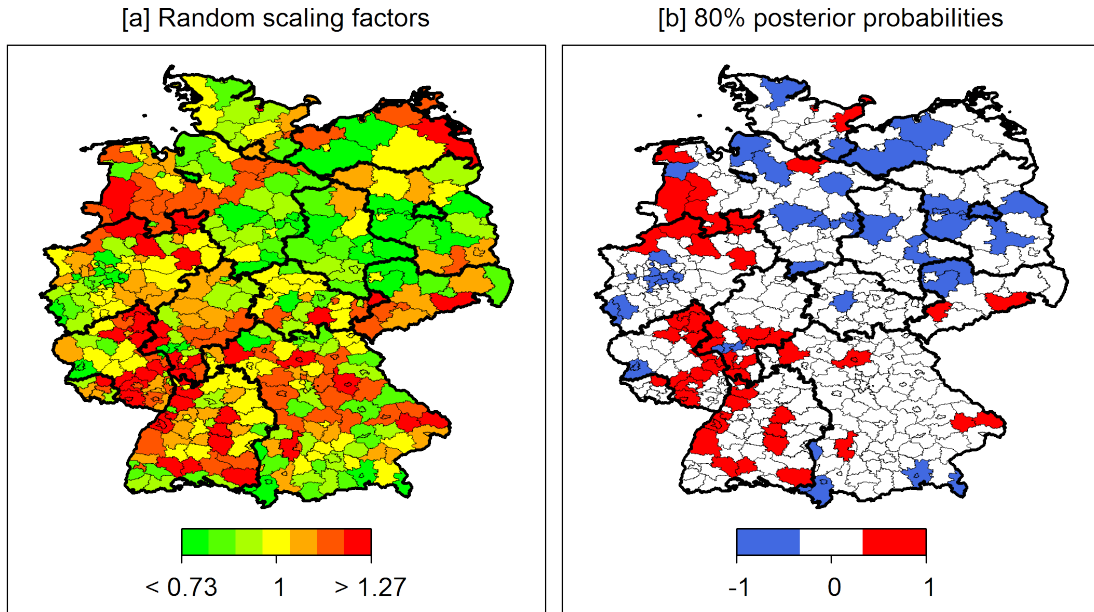 [a] Random scaling factors
[b] 80% posterior probabilities
< 0.73 1 > 1.27
-1 0 1